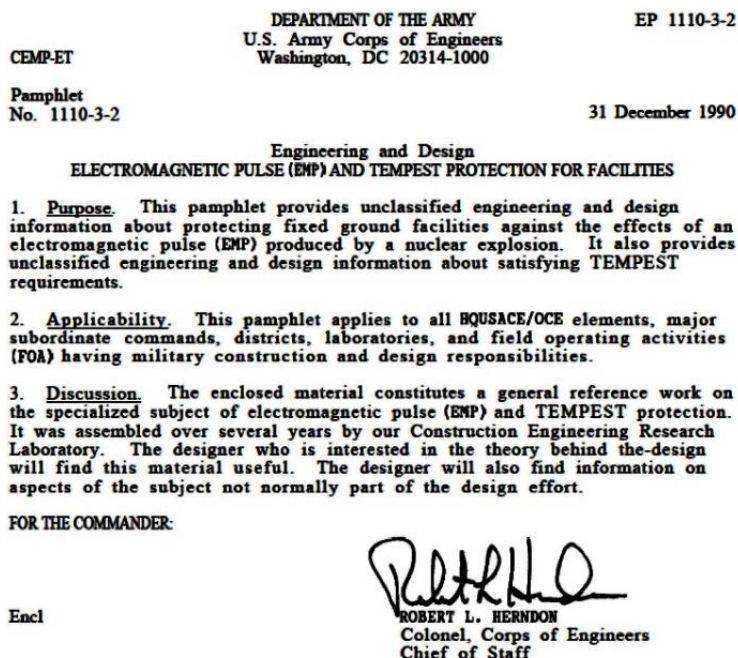 DEPARTMENT OF THE ARMY EP 1110-3-2
U.S. Army Corps of Engineers
CEMP-ET Washington, DC 20314-1000
Pamphlet
No. 1110-3-2 31 December 1990
Engineering and Design
ELECTROMAGNETIC PULSE (EMP) AND TEMPEST PROTECTION FOR FACILITIES
1. Purpose. This pamphlet provides unclassified engineering and design
information about protecting fixed ground facilities against the effects of an
electromagnetic pulse (EMP) produced by a nuclear explosion. It also provides
unclassified engineering and design information about satisfying TEMPEST
requirements.
2. Applicability. This pamphlet applies to all HQUSACE/OCE elements, major
subordinate commands, districts, laboratories, and field operating activities
(FOA) having military construction and design responsibilities.
3. Discussion. The enclosed material constitutes a general reference work on
the specialized subject of electromagnetic pulse (EMP) and TEMPEST protection.
It was assembled over several years by our Construction Engineering Research
Laboratory. The designer who is interested in the theory behind the-design
will find this material useful. The designer will also find information on
aspects of the subject not normally part of the design effort.
FOR THE COMMANDER:
Robert L Herndon
Encl ROBERT L. HERNDON
Colonel, Corps of Engineers
Chief of Staff